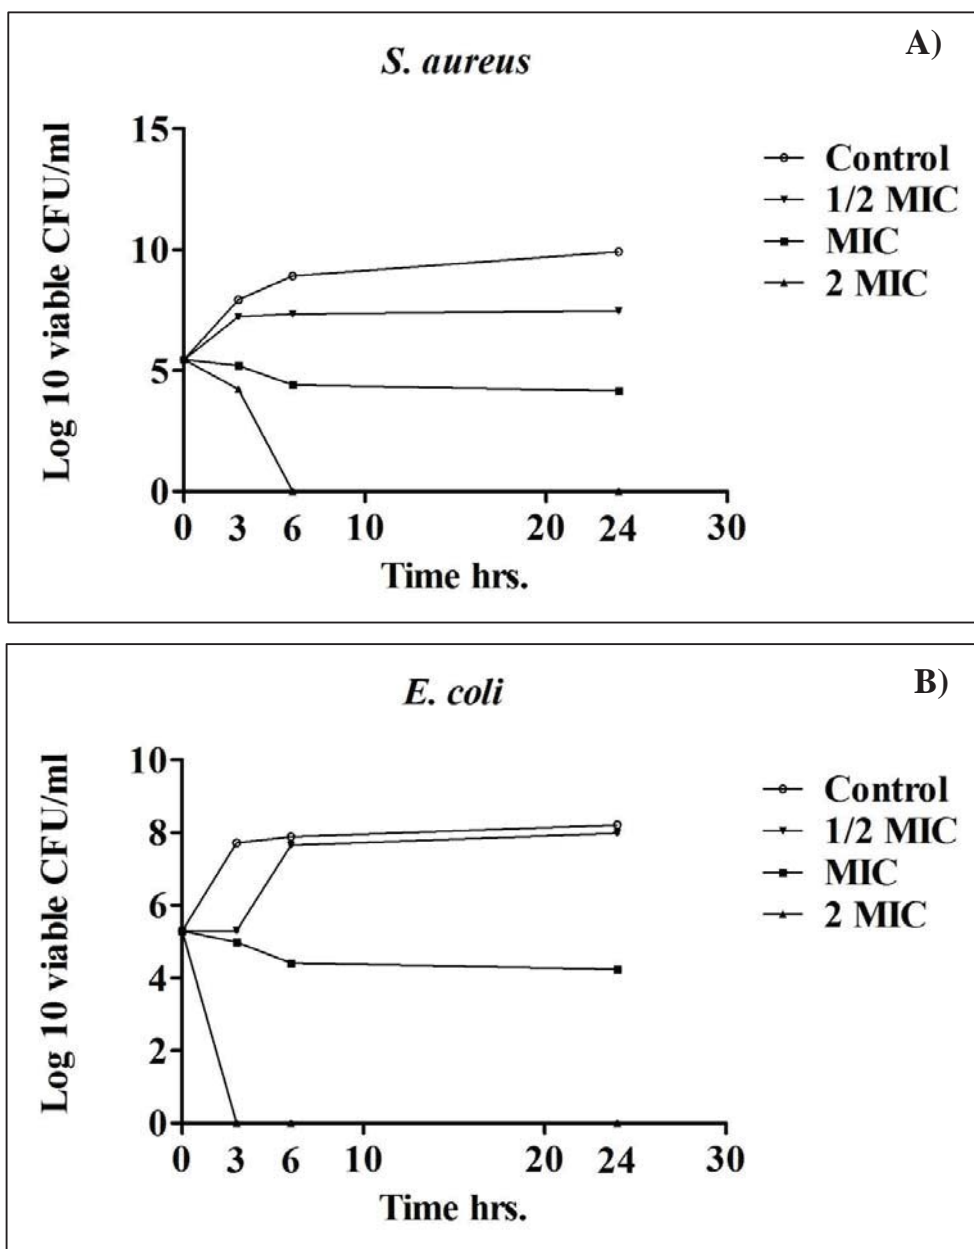 A)
S. aureus
Log 10 viable CFU/ml
15
10
5
0
0 3 6 10 20 24 30
Time hrs.
Control
1/2 MIC
MIC
2 MIC
B)
E. coli
Log 10 viable CFU/ml
10
8
6
4
2
0
0 3 6 10 20 24 30
Time hrs.
Control
1/2 MIC
MIC
2 MIC